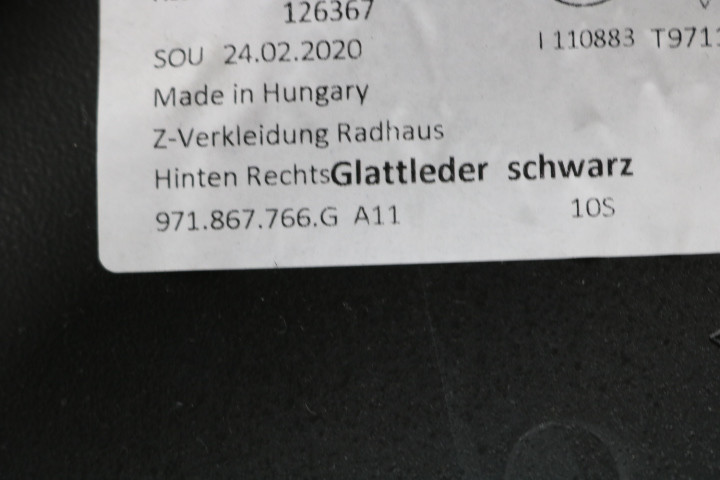 126367
SOU 24.02.2020 I 110883 T971
Made in Hungary
Z-Verkleidung Radhaus
Hinten RechtsGlattleder schwarz
971.867.766.G A11 10S